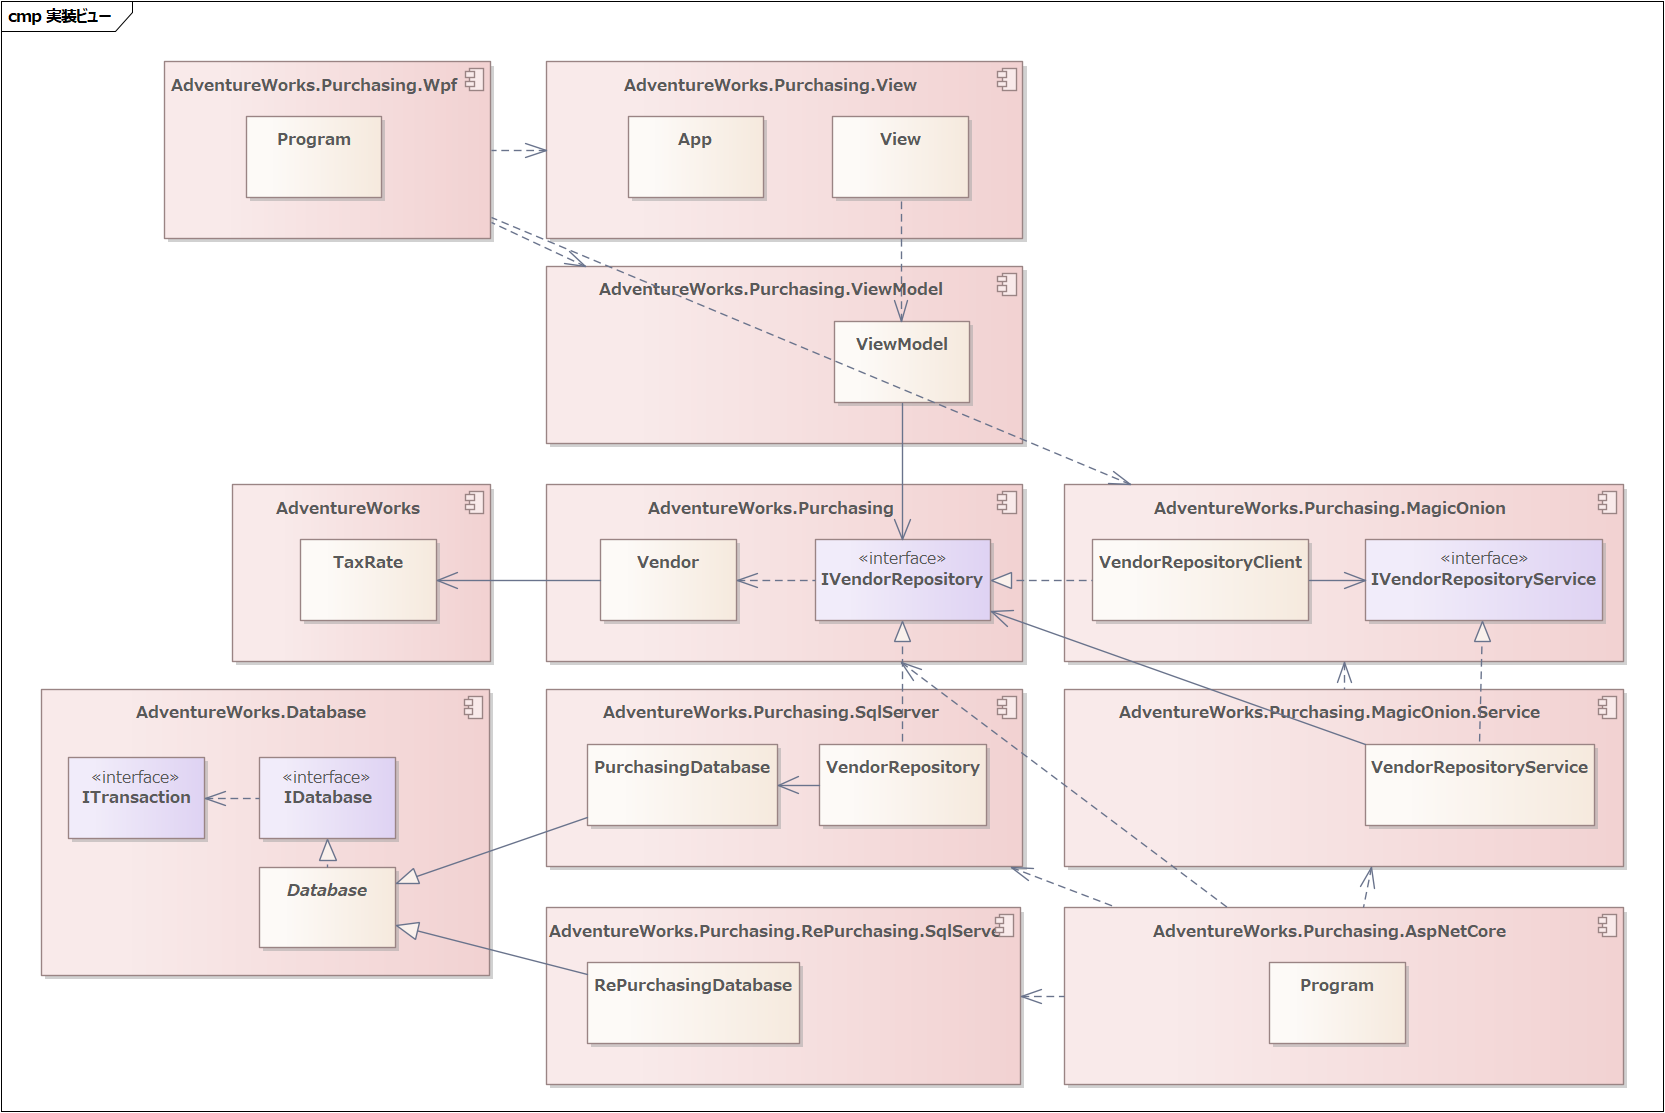 cmp 実装ビュー
AdventureWorks.Purchasing.Wpf
Program
AdventureWorks.Purchasing.View
App
View
AdventureWorks.Purchasing.ViewModel
ViewModel
AdventureWorks
TaxRate
AdventureWorks.Purchasing
Vendor
«interface»
IVendorRepository
AdventureWorks.Purchasing.MagicOnion
VendorRepositoryClient
«interface»
IVendorRepositoryService
AdventureWorks.Database
«interface»
ITransaction
«interface»
IDatabase
Database
AdventureWorks.Purchasing.SqlServer
PurchasingDatabase
VendorRepository
AdventureWorks.Purchasing.MagicOnion.Service
VendorRepositoryService
AdventureWorks.Purchasing.RePurchasing.SqlServe
RePurchasingDatabase
AdventureWorks.Purchasing.AspNetCore
Program